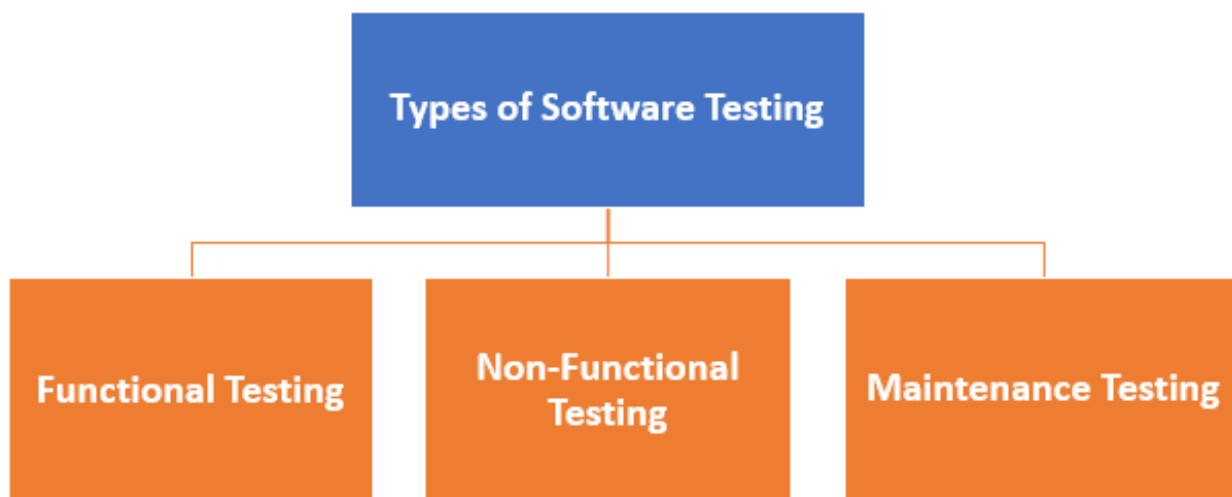 Types of Software Testing
Functional Testing
Non-Functional
Testing
Maintenance Testing